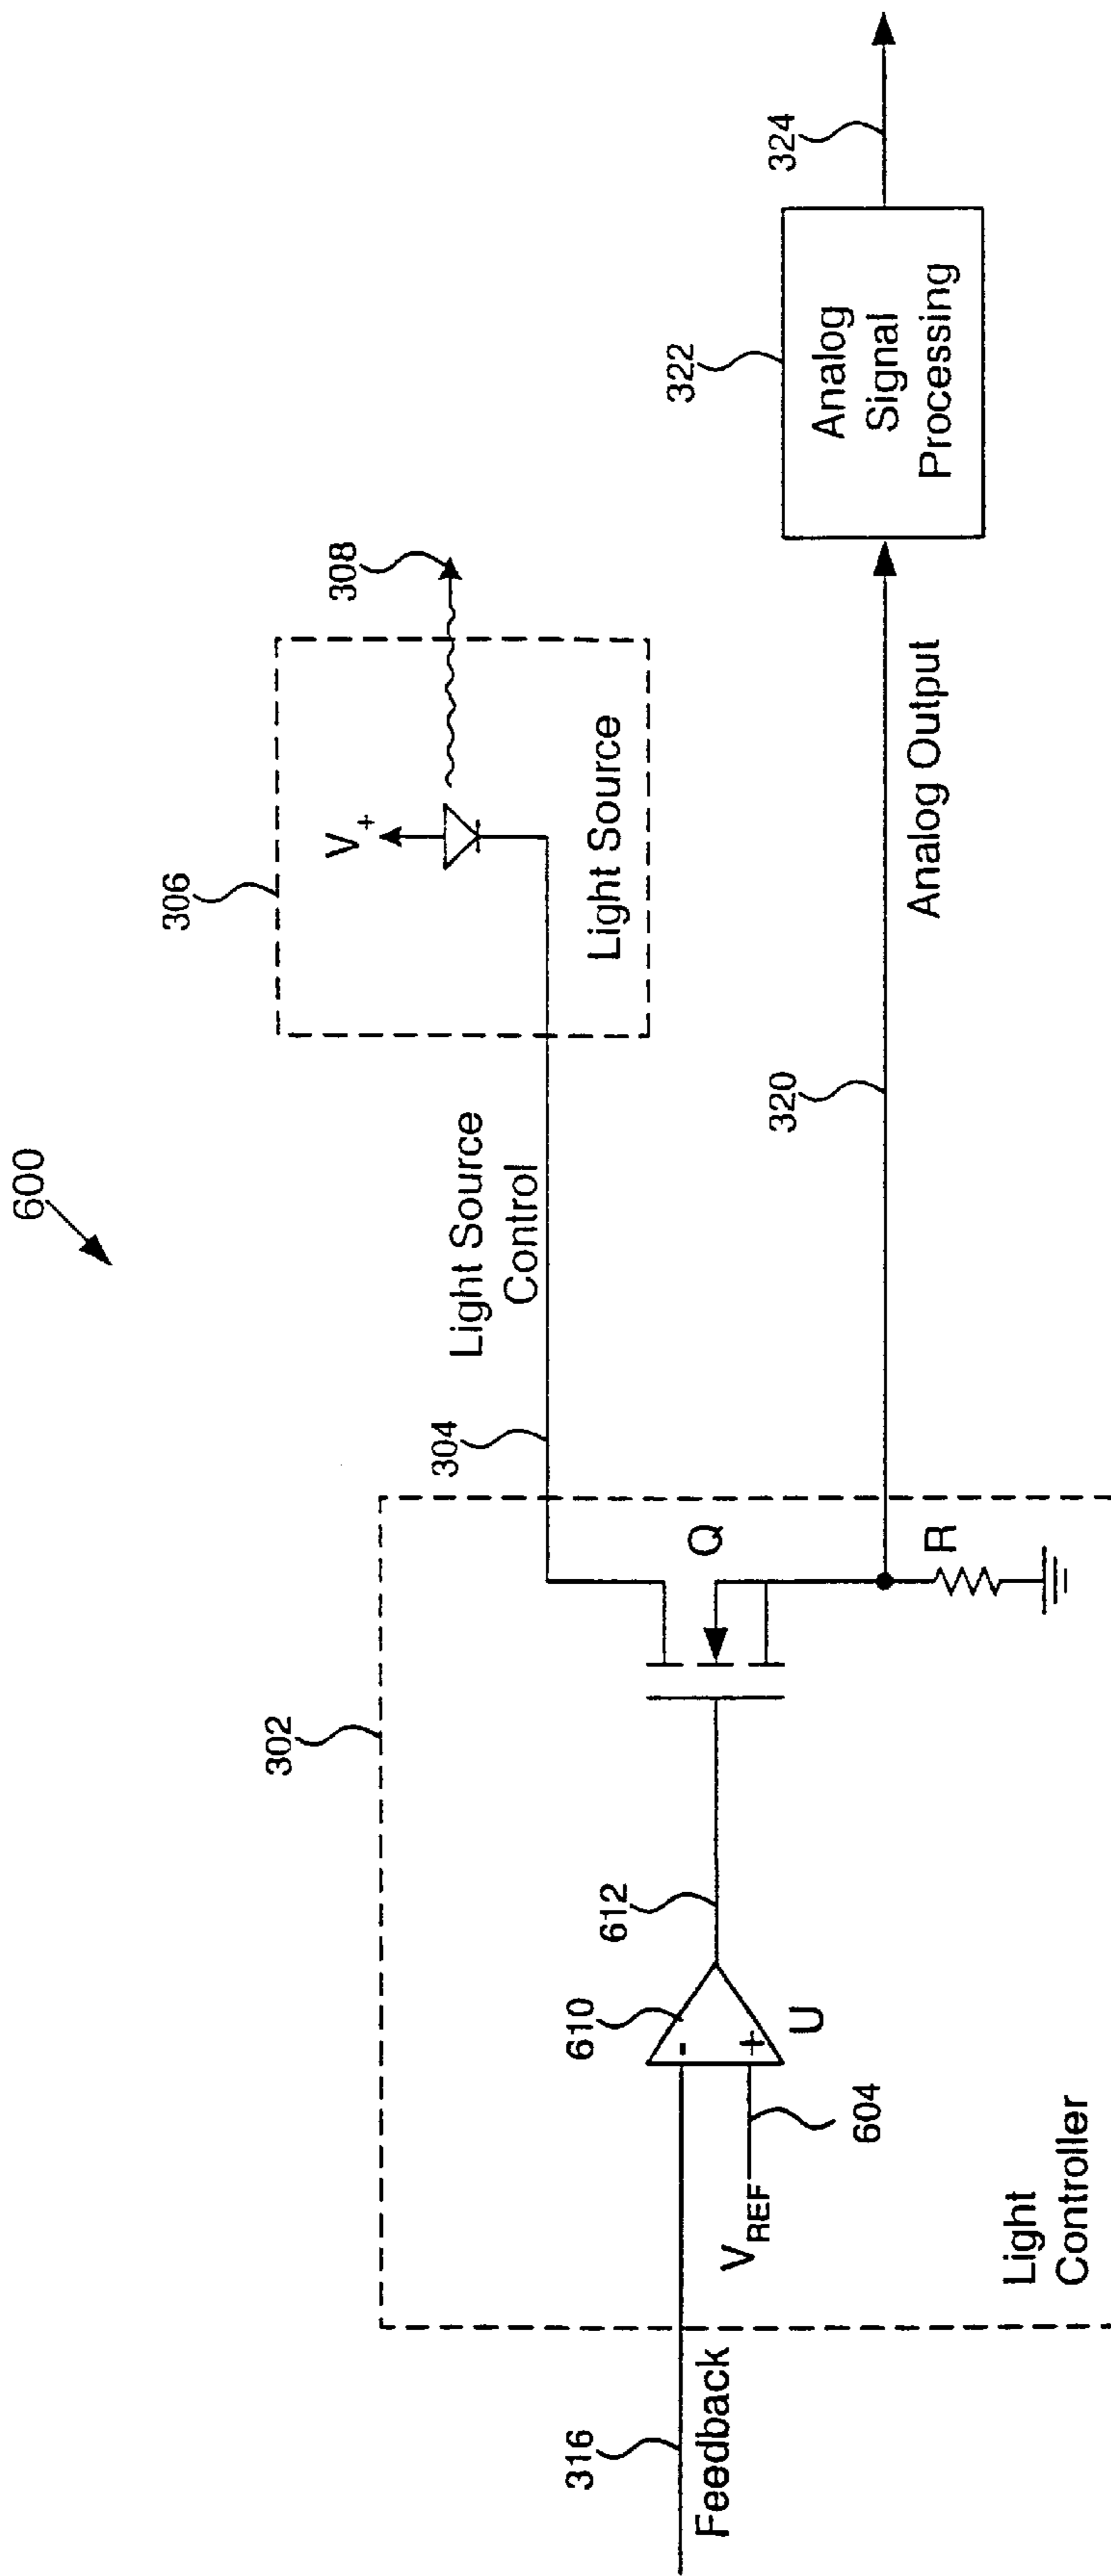 600
306
V+
308
Light Source
Light Source
Control
304
302
Q
R
610
612
-
+
U
604
VREF
316
Feedback
Light
Controller
320
Analog Output
322
Analog
Signal
Processing
324